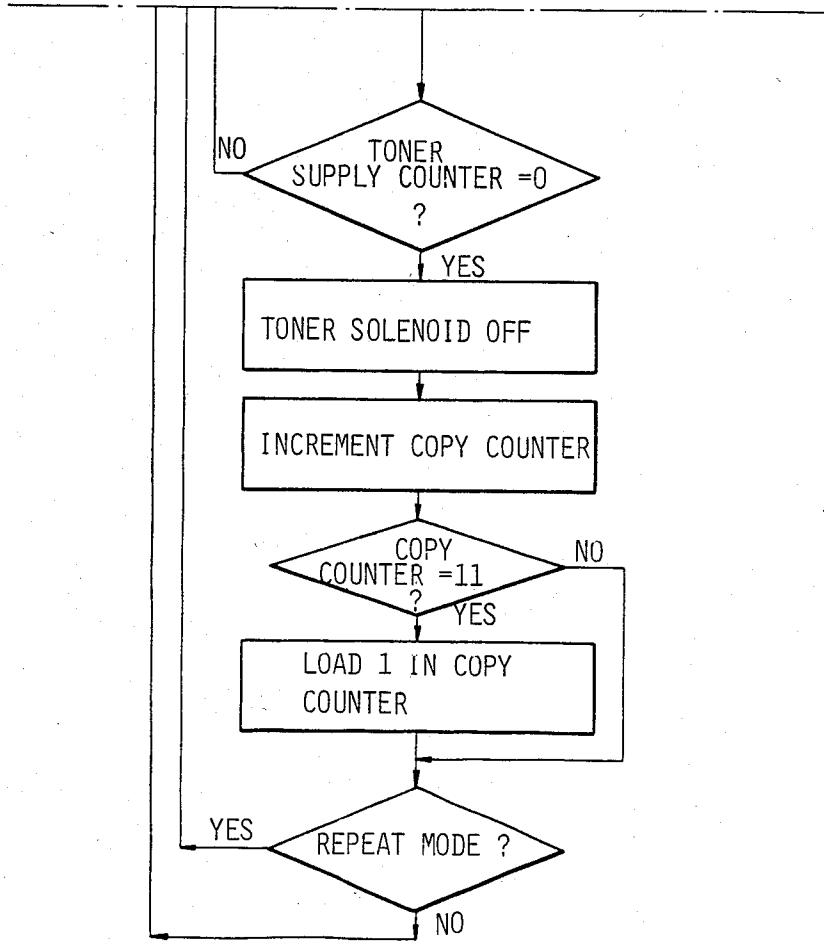 NO
TONER
SUPPLY COUNTER =0
?
YES
TONER SOLENOID OFF
INCREMENT COPY COUNTER
COPY
COUNTER =11
?
NO
YES
LOAD 1 IN COPY
COUNTER
YES
REPEAT MODE ?
NO